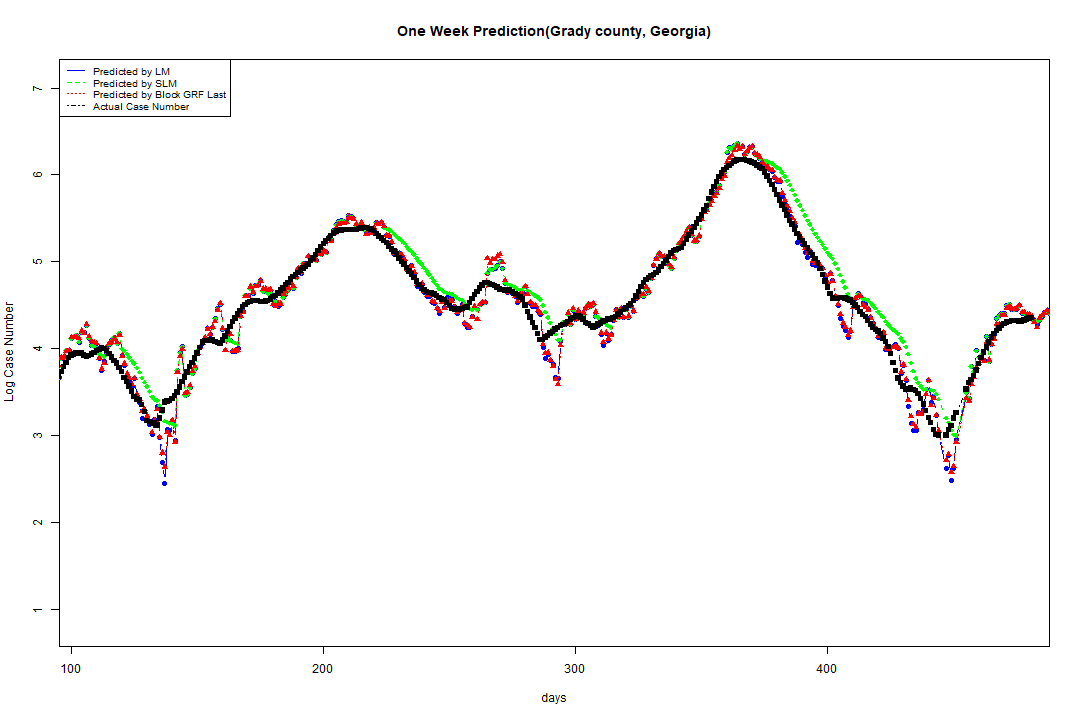 One Week Prediction(Grady county, Georgia)
Predicted by LM
Predicted by SLM
Predicted by Block GRF Last
Actual Case Number
7
6
5
4
3
2
1
Log Case Number
100 200 300 400
days